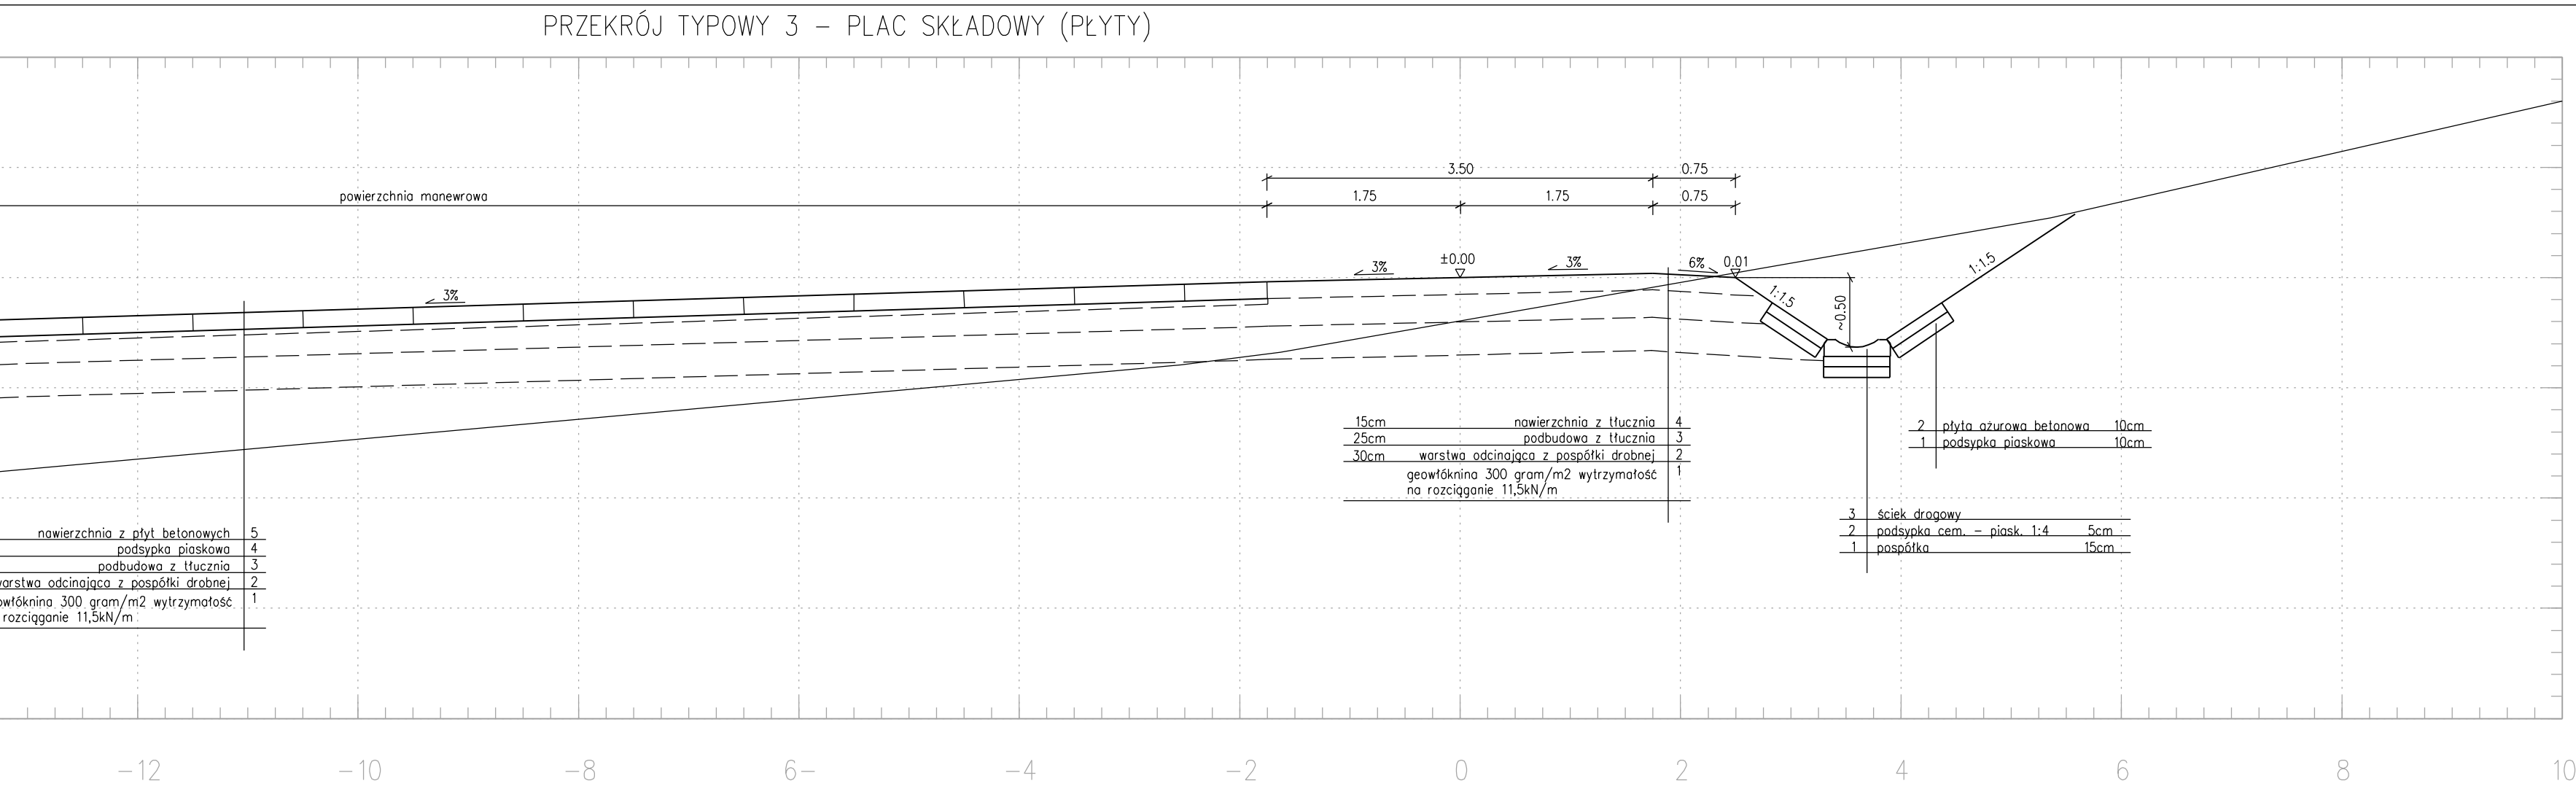 PRZEKRÓJ TYPOWY 3 – PLAC SKŁADOWY (PŁYTY)
3.50 0.75
powierzchnia manewrowa 1.75 1.75 0.75
3% 3% ±0.00 3% 6% 0.01
1:1.5 ~0.50 1:1.5
15cm nawierzchnia z tłucznia 4
25cm podbudowa z tłucznia 3
30cm warstwa odcinająca z pospółki drobnej 2
geowłóknina 300 gram/m2 wytrzymałość 1
na rozciąganie 11,5kN/m
2 płyta ażurowa betonowa 10cm
1 podsypka piaskowa 10cm
3 ściek drogowy
2 podsypka cem. – piask. 1:4 5cm
1 pospółka 15cm
nawierzchnia z płyt betonowych 5
podsypka piaskowa 4
podbudowa z tłucznia 3
warstwa odcinająca z pospółki drobnej 2
owłóknina 300 gram/m2 wytrzymałość 1
rozciąganie 11,5kN/m
–12 –10 –8 6– –4 –2 0 2 4 6 8 10